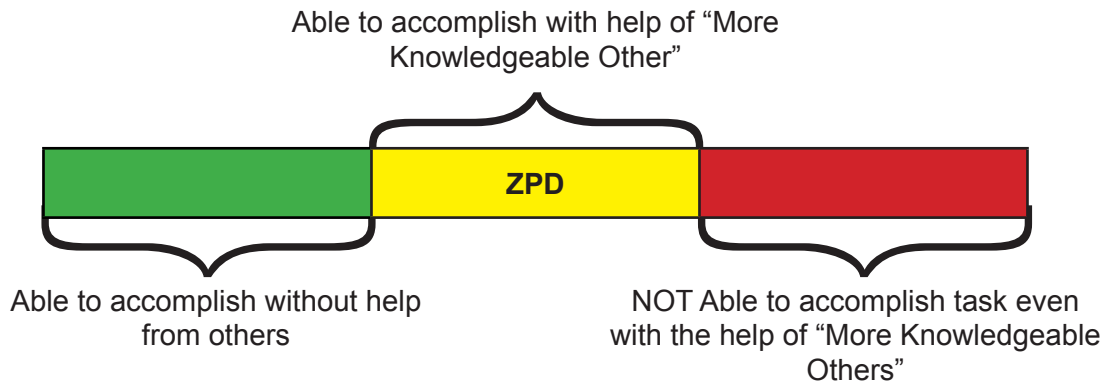 Able to accomplish with help of “More
Knowledgeable Other”
ZPD
Able to accomplish without help
from others
NOT Able to accomplish task even
with the help of “More Knowledgeable
Others”